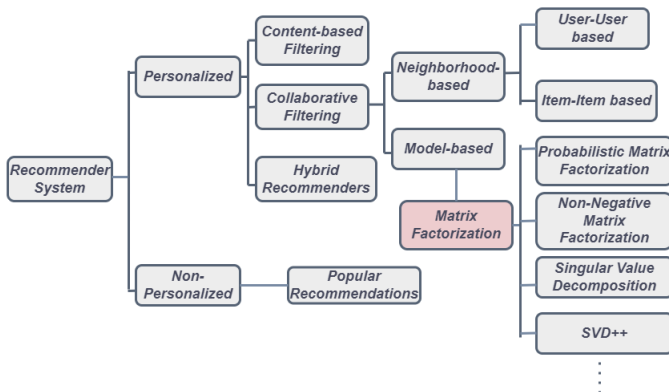 Recommender
System
Personalized
Non-
Personalized
Content-based
Filtering
Collaborative
Filtering
Hybrid
Recommenders
Popular
Recommendations
Neighborhood-
based
Model-based
Matrix
Factorization
User-User
based
Item-Item based
Probabilistic Matrix
Factorization
Non-Negative
Matrix
Factorization
Singular Value
Decomposition
SVD++